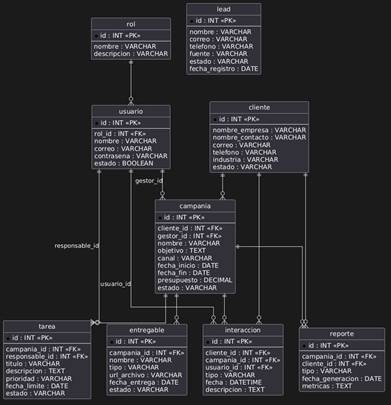 rol
id : INT «PK»
nombre : VARCHAR
descripcion : VARCHAR
lead
id : INT «PK»
nombre : VARCHAR
correo : VARCHAR
telefono : VARCHAR
fuente : VARCHAR
estado : VARCHAR
fecha_registro : DATE
usuario
id : INT «PK»
rol_id : INT «FK»
nombre : VARCHAR
correo : VARCHAR
contrasena : VARCHAR
estado : BOOLEAN
cliente
id : INT «PK»
nombre_empresa : VARCHAR
nombre_contacto : VARCHAR
correo : VARCHAR
telefono : VARCHAR
industria : VARCHAR
estado : VARCHAR
gestor_id
campania
id : INT «PK»
cliente_id : INT «FK»
gestor_id : INT «FK»
nombre : VARCHAR
objetivo : TEXT
canal : VARCHAR
fecha_inicio : DATE
fecha_fin : DATE
presupuesto : DECIMAL
estado : VARCHAR
responsable_id
usuario_id
tarea
id : INT «PK»
campania_id : INT «FK»
responsable_id : INT «FK»
titulo : VARCHAR
descripcion : TEXT
prioridad : VARCHAR
fecha_limite : DATE
estado : VARCHAR
entregable
id : INT «PK»
campania_id : INT «FK»
nombre : VARCHAR
tipo : VARCHAR
url_archivo : VARCHAR
fecha_entrega : DATE
estado : VARCHAR
interaccion
id : INT «PK»
cliente_id : INT «FK»
campania_id : INT «FK»
usuario_id : INT «FK»
tipo : VARCHAR
fecha : DATETIME
descripcion : TEXT
reporte
id : INT «PK»
campania_id : INT «FK»
cliente_id : INT «FK»
tipo : VARCHAR
fecha_generacion : DATE
metricas : TEXT